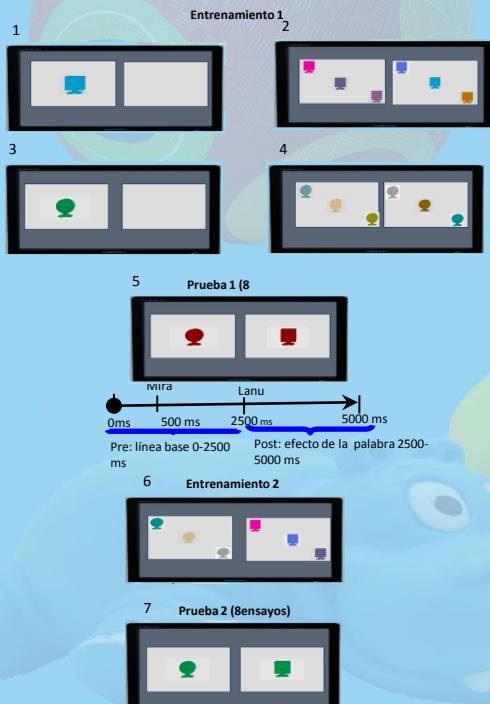 Entrenamiento 1
1
2
3
4
5
Prueba 1 (8
Mira
Lanu
0ms
500 ms
2500 ms
5000 ms
Pre: línea base 0-2500
ms
Post: efecto de la palabra 2500-
5000 ms
6
Entrenamiento 2
7
Prueba 2 (8ensayos)